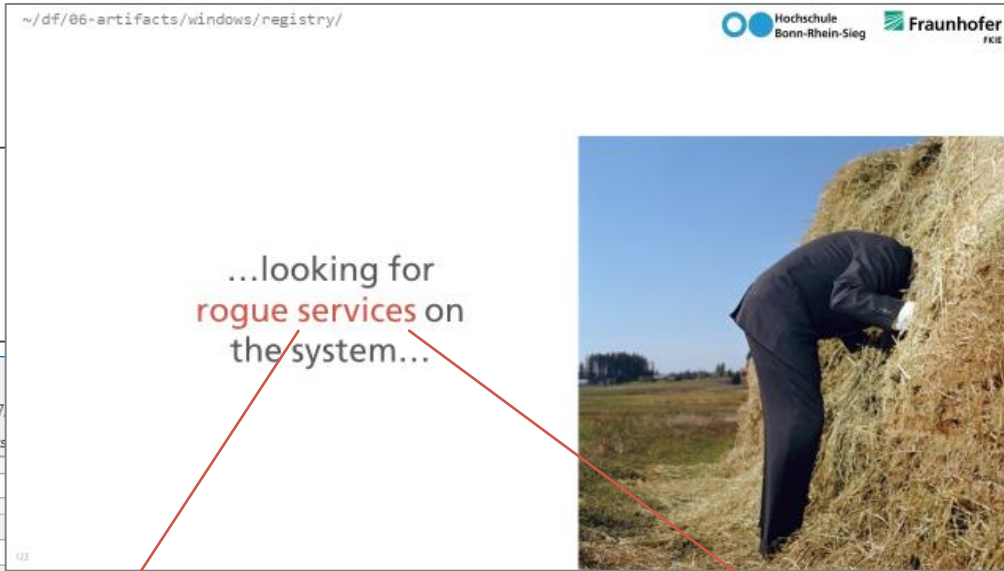 ~/df/06-artifacts/windows/registry/
Hochschule
Bonn-Rhein-Sieg
Fraunhofer
FKIE
...looking for
rogue services on
the system...